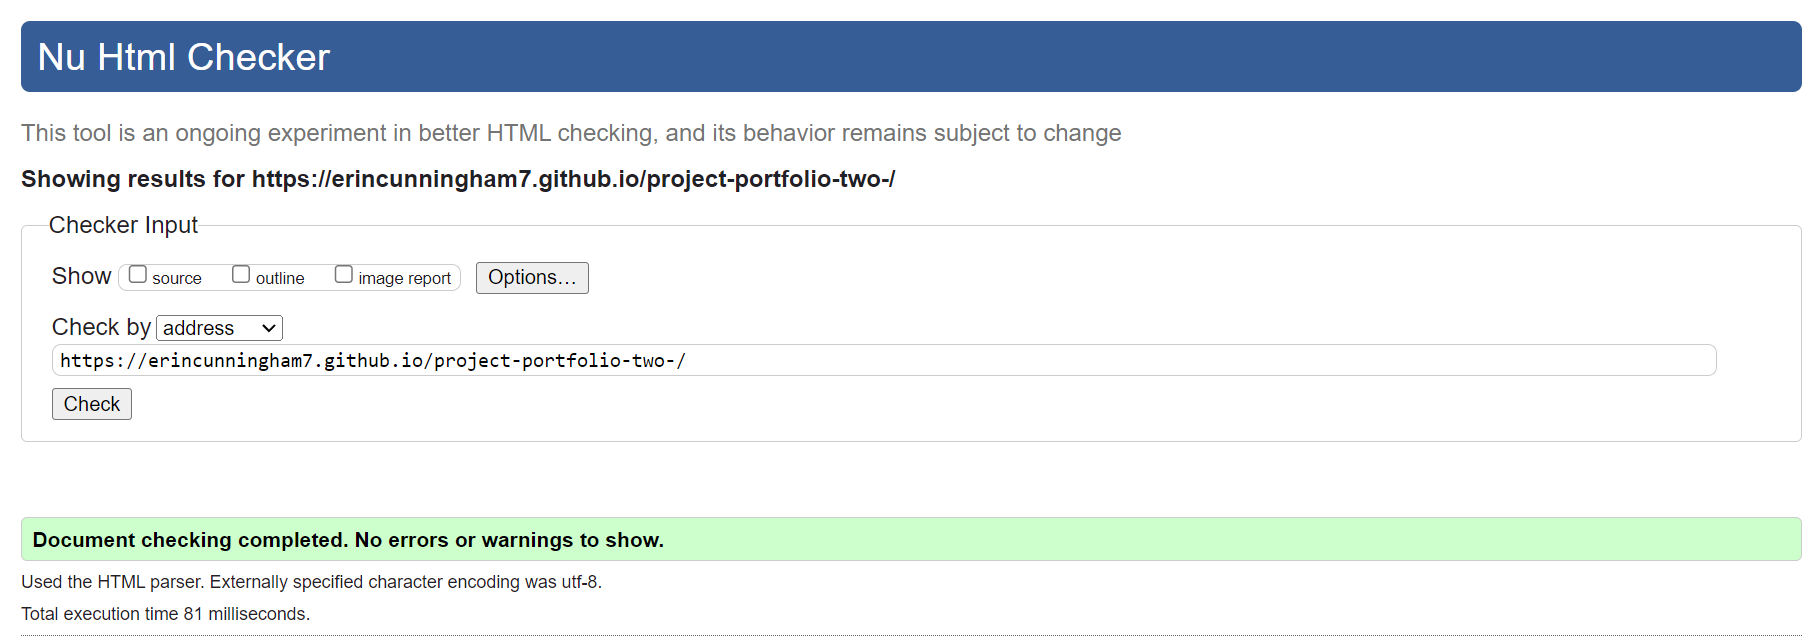 Nu Html Checker
This tool is an ongoing experiment in better HTML checking, and its behavior remains subject to change
Showing results for https://erincunningham7.github.io/project-portfolio-two-/
Checker Input
Show source outline image report Options...
Check by address
https://erincunningham7.github.io/project-portfolio-two-/
Check
Document checking completed. No errors or warnings to show.
Used the HTML parser. Externally specified character encoding was utf-8.
Total execution time 81 milliseconds.